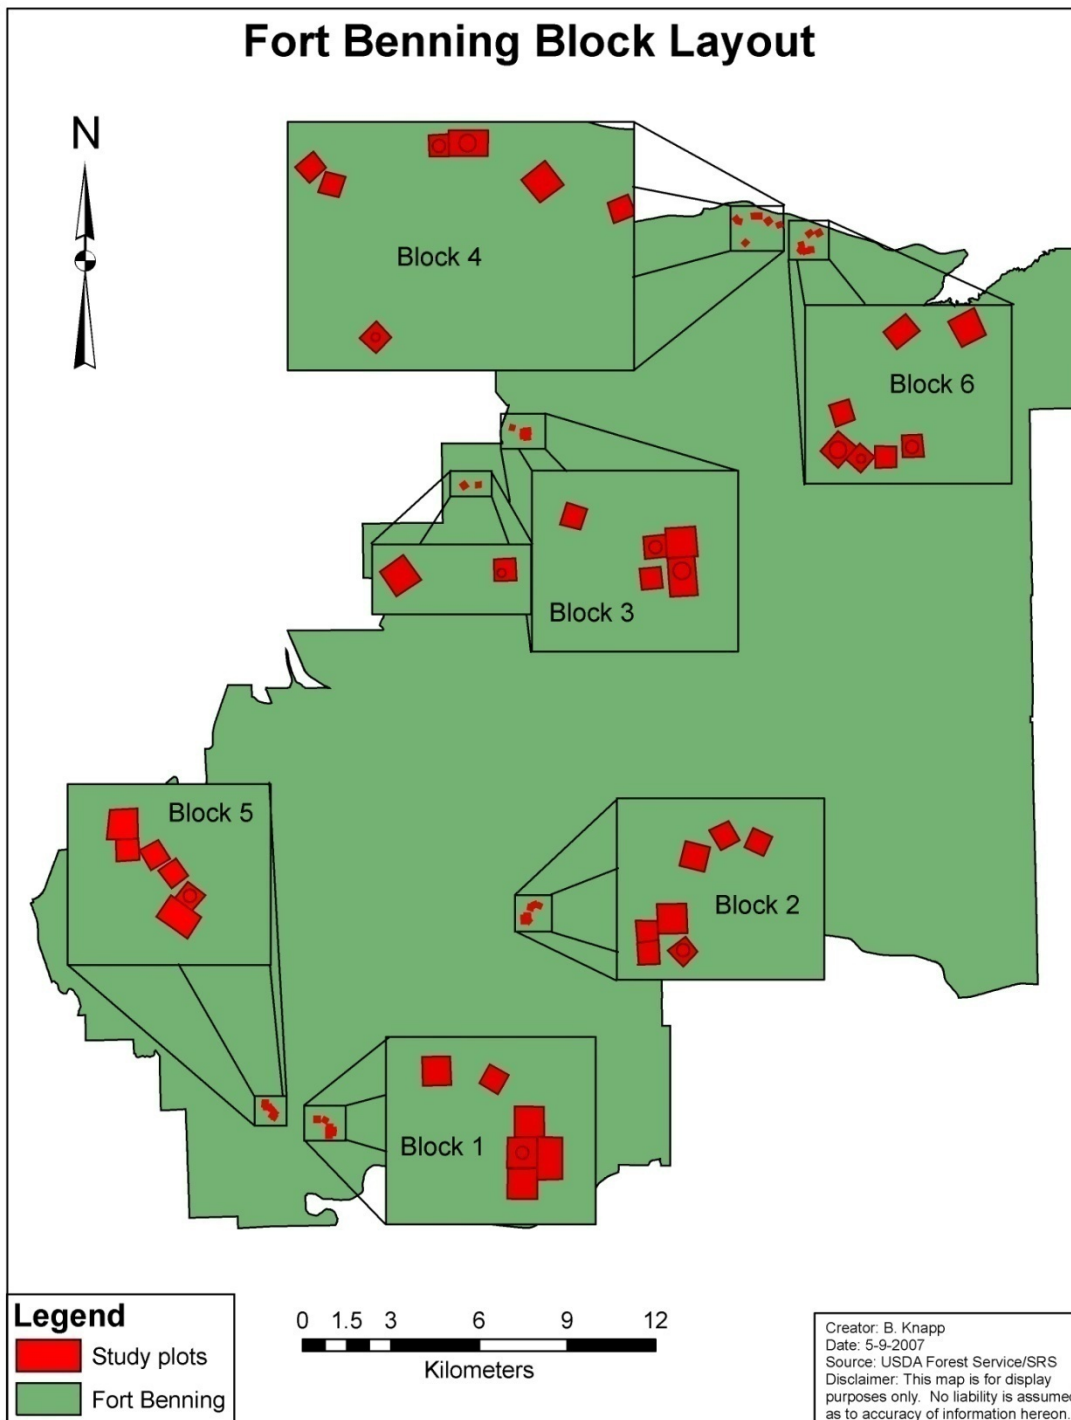 Fort Benning Block Layout
N
Block 4
Block 6
Block 3
Block 5
Block 2
Block 1
Legend
Study plots
Fort Benning
0 1.5 3 6 9 12
Kilometers
Creator: B. Knapp
Date: 5-9-2007
Source: USDA Forest Service/SRS
Disclaimer: This map is for display
purposes only. No liability is assumed
as to accuracy of information hereon.